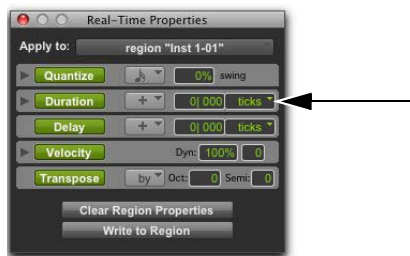 Real-Time Properties
Apply to: region "Inst 1-01"
Quantize 0% swing
Duration + 0| 000 ticks
Delay + 0| 000 ticks
Velocity Dyn: 100% 0
Transpose by Oct: 0 Semi: 0
Clear Region Properties
Write to Region